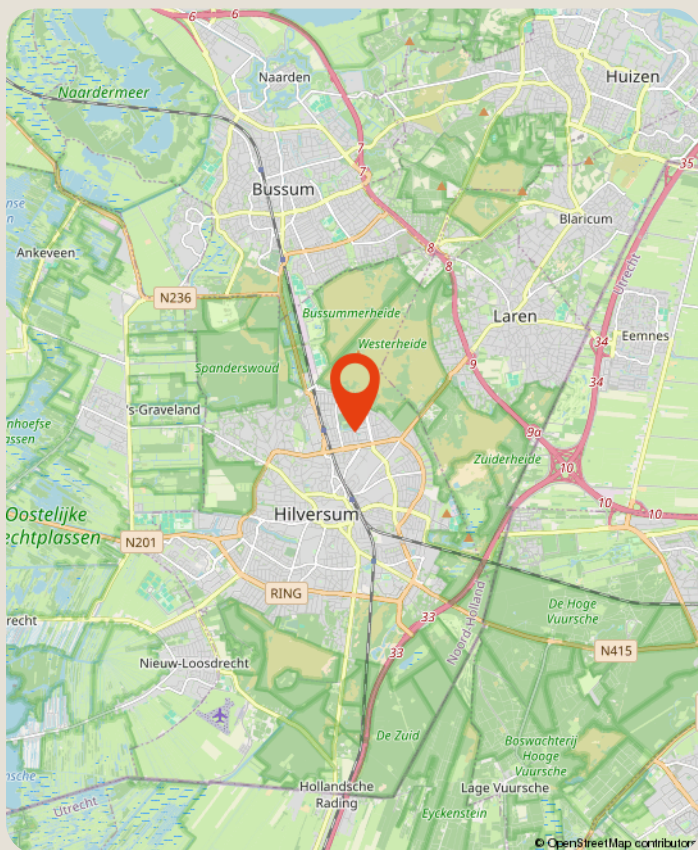 6
6
Naarden
Huizen
Naardermeer
7
7
35
Bussum
Blaricum
Ankeveen
8
8
Utrecht
N236
Bussummerheide
Laren
Westerheide
34
Eemnes
Spanderswoud
9
34
's-Graveland
9a
Zuiderheide
10
10
10
Oostelijke
Hilversum
N201
RING
De Hoge
Vuursche
33
Noord-Holland
33
N415
Nieuw-Loosdrecht
De Zuid
Boswachterij
Hooge
Vuursche
Hollandsche
Rading
Lage Vuursche
Utrecht
Eyckenstein
© OpenStreetMap contributor